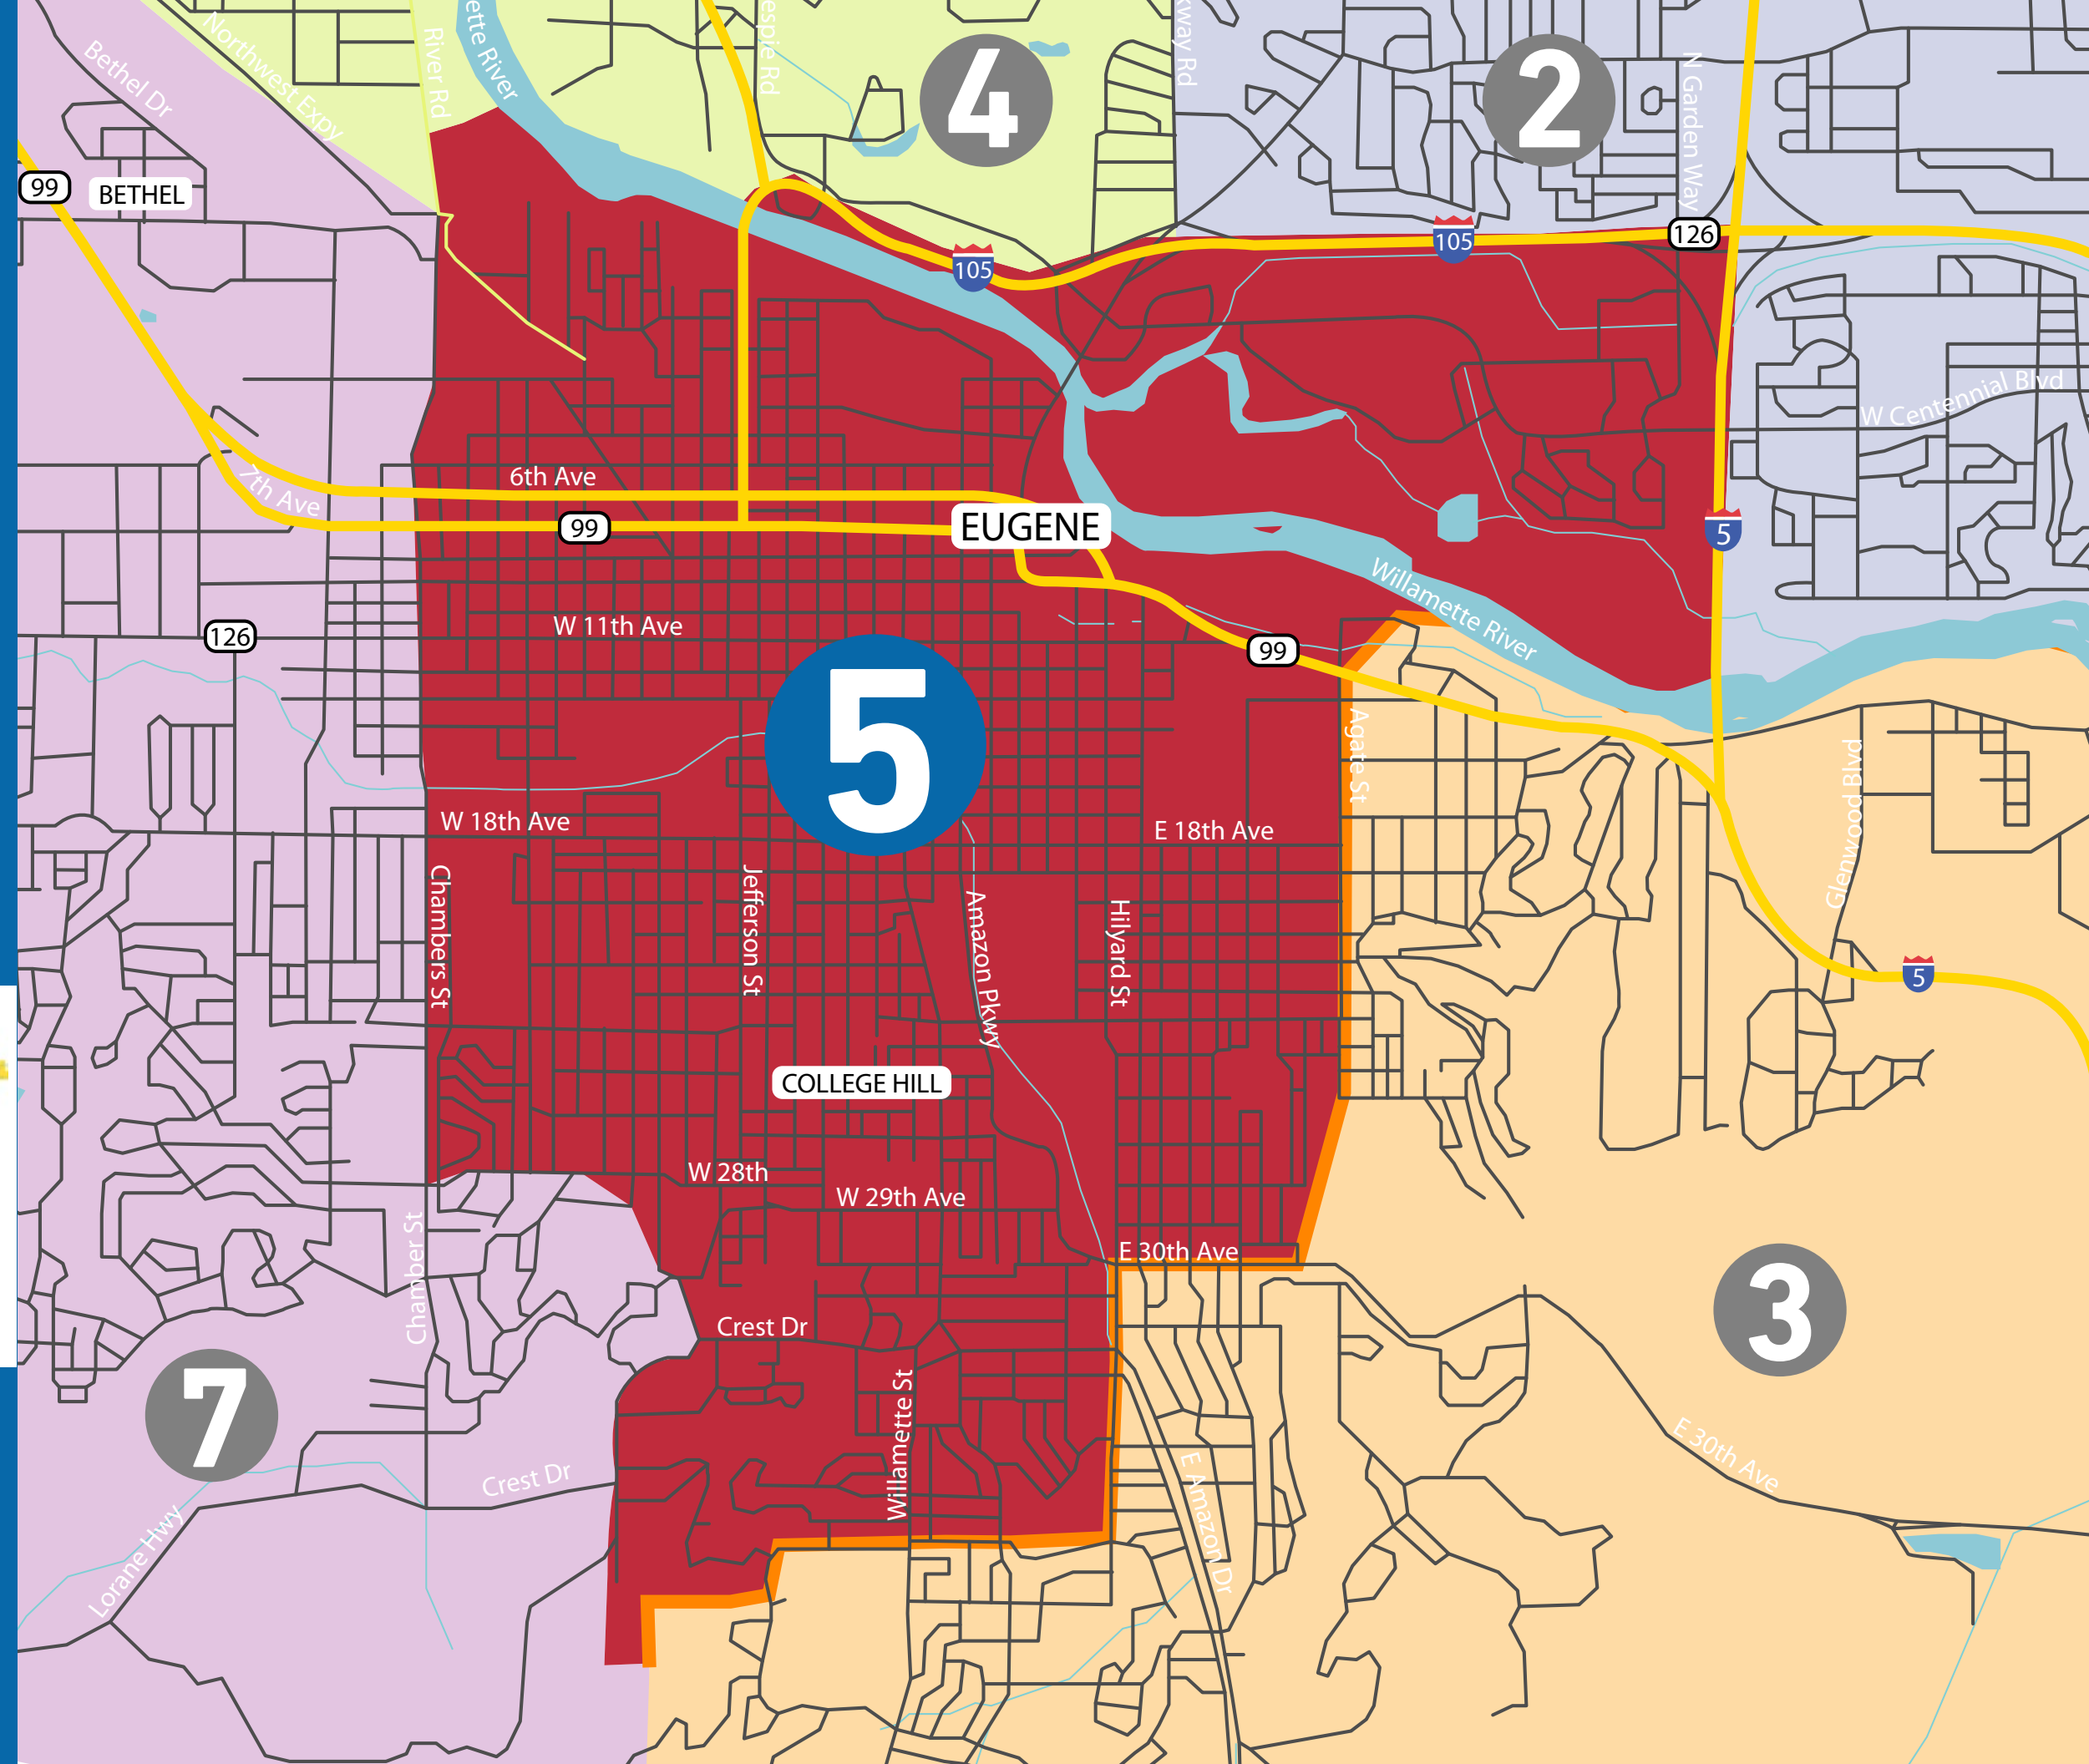 Northwest Expy
River Rd
ette River
espie Rd
4
kway Rd
2
N Garden Way
Bethel Dr
99
BETHEL
126
105
105
W Centennial Blvd
6th Ave
7th Ave
99
EUGENE
5
Willamette River
W 11th Ave
126
99
5
Agate St
Glenwood Blvd
W 18th Ave
E 18th Ave
Chambers St
Jefferson St
Amazon Pkwy
Hilyard St
5
COLLEGE HILL
W 28th
W 29th Ave
Chamber St
E 30th Ave
3
Crest Dr
7
Willamette St
E 30th Ave
Crest Dr
E Amazon Dr
Lorane Hwy